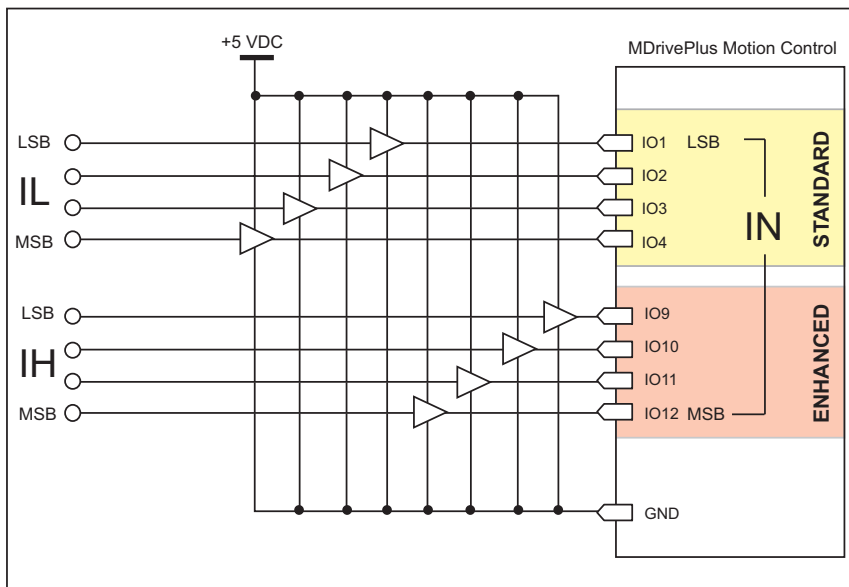 +5 VDC
MDrivePlus Motion Control
LSB
IL
MSB
LSB
IH
MSB
IO1 LSB
IO2
IO3
IO4
IN
STANDARD
IO9
IO10
IO11
IO12 MSB
ENHANCED
GND